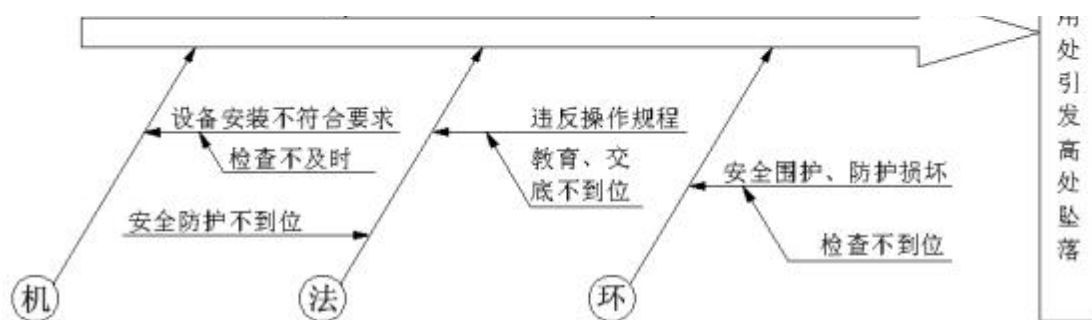 设备安装不符合要求
检查不及时
安全防护不到位
违反操作规程
教育、交
底不到位
安全围护、防护损坏
检查不到位
机
法
环
用
处
引
发
高
处
坠
落